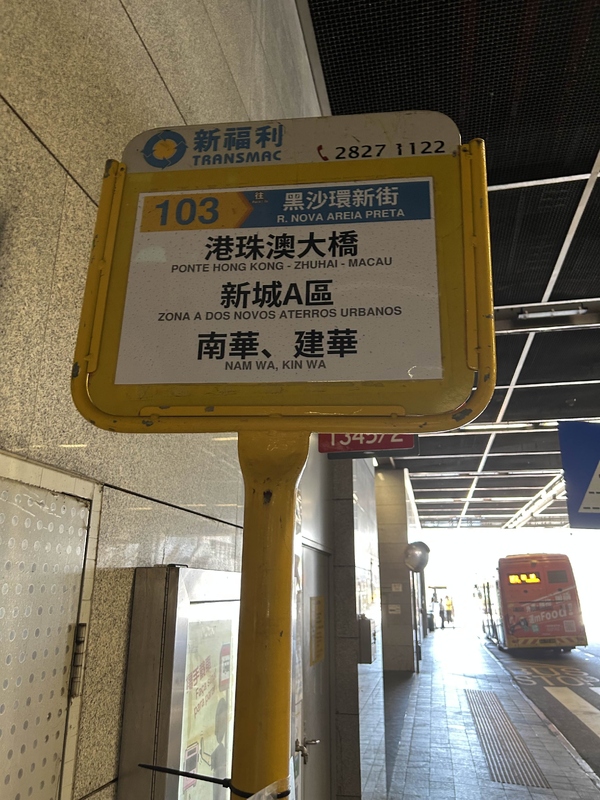 新福利
TRANSMAC
2827 1122
103
往
黑沙環新街
R. NOVA AREIA PRETA
港珠澳大橋
PONTE HONG KONG - ZHUHAI - MACAU
新城A區
ZONA A DOS NOVOS ATERROS URBANOS
南華、建華
NAM WA, KIN WA